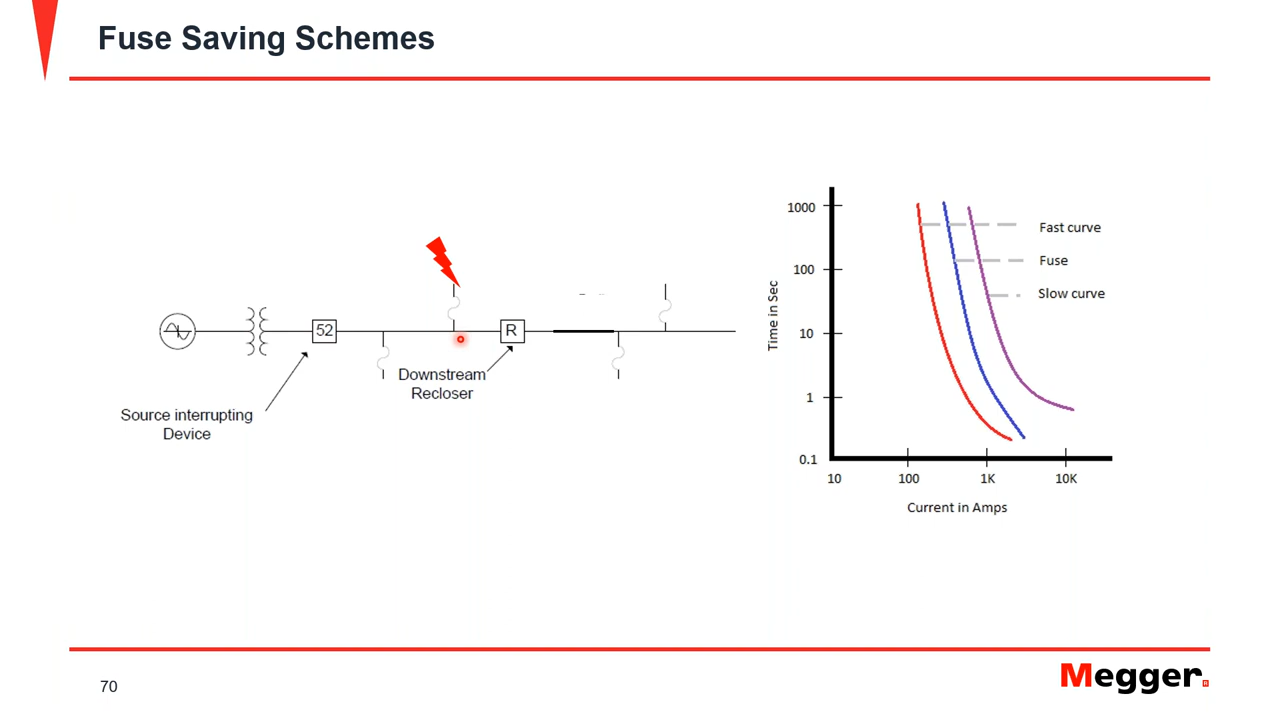 Fuse Saving Schemes
52
R
Downstream
Recloser
Source interrupting
Device
Time in Sec
1000
100
10
1
0.1
10
100
1K
10K
Current in Amps
Fast curve
Fuse
Slow curve
70
Megger